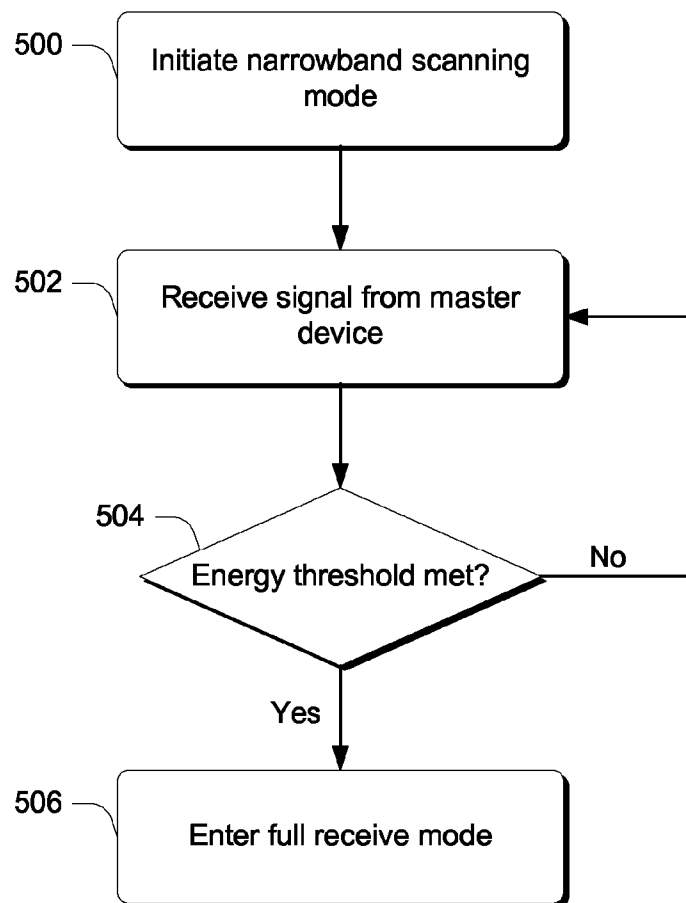 500
Initiate narrowband scanning
mode
502
Receive signal from master
device
504
Energy threshold met?
No
Yes
506
Enter full receive mode